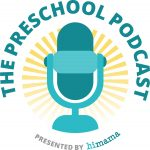 THE PRESCHOOL PODCAST
PRESENTED BY himama